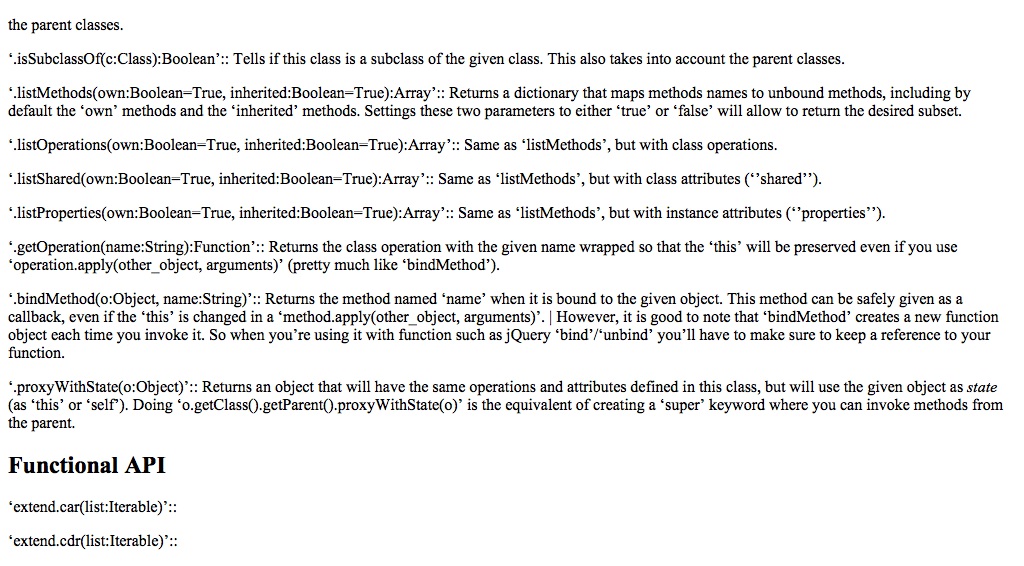 the parent classes.
‘.isSubclassOf(c:Class):Boolean’:: Tells if this class is a subclass of the given class. This also takes into account the parent classes.
‘.listMethods(own:Boolean=True, inherited:Boolean=True):Array’:: Returns a dictionary that maps methods names to unbound methods, including by
default the ‘own’ methods and the ‘inherited’ methods. Settings these two parameters to either ‘true’ or ‘false’ will allow to return the desired subset.
‘.listOperations(own:Boolean=True, inherited:Boolean=True):Array’:: Same as ‘listMethods’, but with class operations.
‘.listShared(own:Boolean=True, inherited:Boolean=True):Array’:: Same as ‘listMethods’, but with class attributes (‘’shared’’).
‘.listProperties(own:Boolean=True, inherited:Boolean=True):Array’:: Same as ‘listMethods’, but with instance attributes (‘’properties’’).
‘.getOperation(name:String):Function’:: Returns the class operation with the given name wrapped so that the ‘this’ will be preserved even if you use
‘operation.apply(other_object, arguments)’ (pretty much like ‘bindMethod’).
‘.bindMethod(o:Object, name:String)’:: Returns the method named ‘name’ when it is bound to the given object. This method can be safely given as a
callback, even if the ‘this’ is changed in a ‘method.apply(other_object, arguments)’. | However, it is good to note that ‘bindMethod’ creates a new function
object each time you invoke it. So when you’re using it with function such as jQuery ‘bind’/‘unbind’ you’ll have to make sure to keep a reference to your
function.
‘.proxyWithState(o:Object)’:: Returns an object that will have the same operations and attributes defined in this class, but will use the given object as state
(as ‘this’ or ‘self’). Doing ‘o.getClass().getParent().proxyWithState(o)’ is the equivalent of creating a ‘super’ keyword where you can invoke methods from
the parent.
Functional API
‘extend.car(list:Iterable)’::
‘extend.cdr(list:Iterable)’::